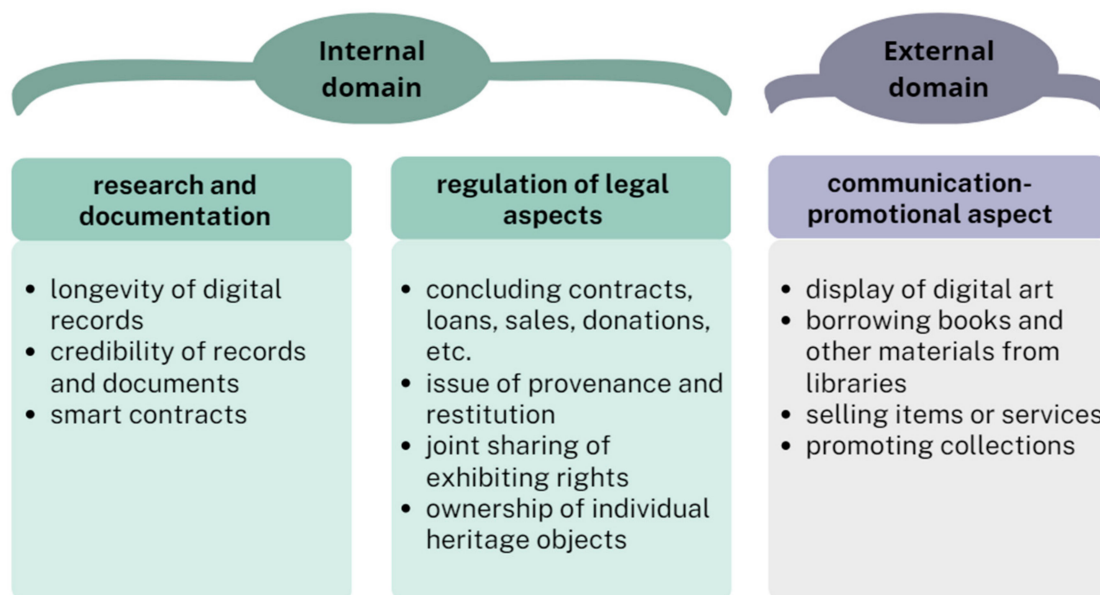 Internal
domain
External
domain
research and
documentation
• longevity of digital
records
• credibility of records
and documents
• smart contracts
regulation of legal
aspects
• concluding contracts,
loans, sales, donations,
etc.
• issue of provenance and
restitution
• joint sharing of
exhibiting rights
• ownership of individual
heritage objects
communication-
promotional aspect
• display of digital art
• borrowing books and
other materials from
libraries
• selling items or services
• promoting collections